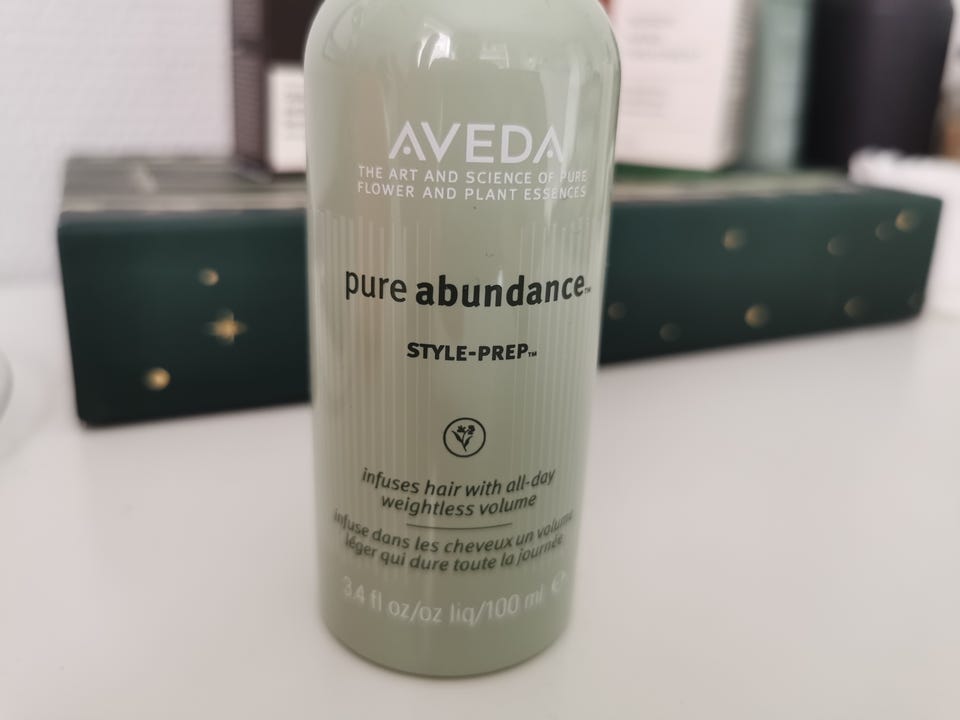 AVEDA
THE ART AND SCIENCE OF PURE
FLOWER AND PLANT ESSENCES
pure abundance™
STYLE-PREP™
infuses hair with all-day
weightless volume
infuse dans les cheveux un volume
léger qui dure toute la journée
3.4 fl oz/oz liq/100 ml ℮